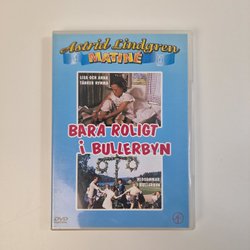 Astrid Lindgren
MATINÉ
LISA OCH ANNA
TÄNKER RYMMA
BARA ROLIGT
i BULLERBYN
MIDSOMMAR
I BULLERBYN
DVD